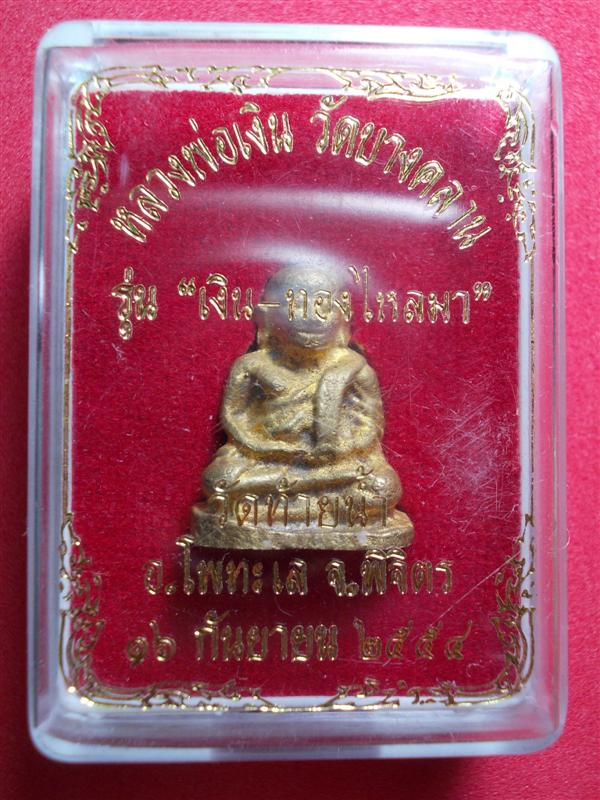 หลวงพ่อเงิน วัดบางคลาน
รุ่น “เงิน-ทองไหลมา”
วัดท้ายน้ำ
อ.โพทะเล จ.พิจิตร
๑๖ กันยายน ๒๕๕๔